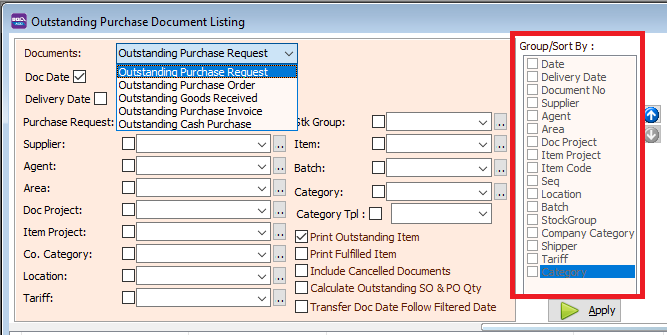 Outstanding Purchase Document Listing
Documents: Outstanding Purchase Request
Outstanding Purchase Request
Outstanding Purchase Order
Outstanding Goods Received
Outstanding Purchase Invoice
Outstanding Cash Purchase
Doc Date
Delivery Date
Purchase Request:
Supplier:
Agent:
Area:
Doc Project:
Item Project:
Co. Category:
Location:
Tariff:
Stk Group:
Item:
Batch:
Category:
Category Tpl :
Print Outstanding Item
Print Fulfilled Item
Include Cancelled Documents
Calculate Outstanding SO & PO Qty
Transfer Doc Date Follow Filtered Date
Group/Sort By :
Date
Delivery Date
Document No
Supplier
Agent
Area
Doc Project
Item Project
Item Code
Seq
Location
Batch
StockGroup
Company Category
Shipper
Tariff
Category
Apply